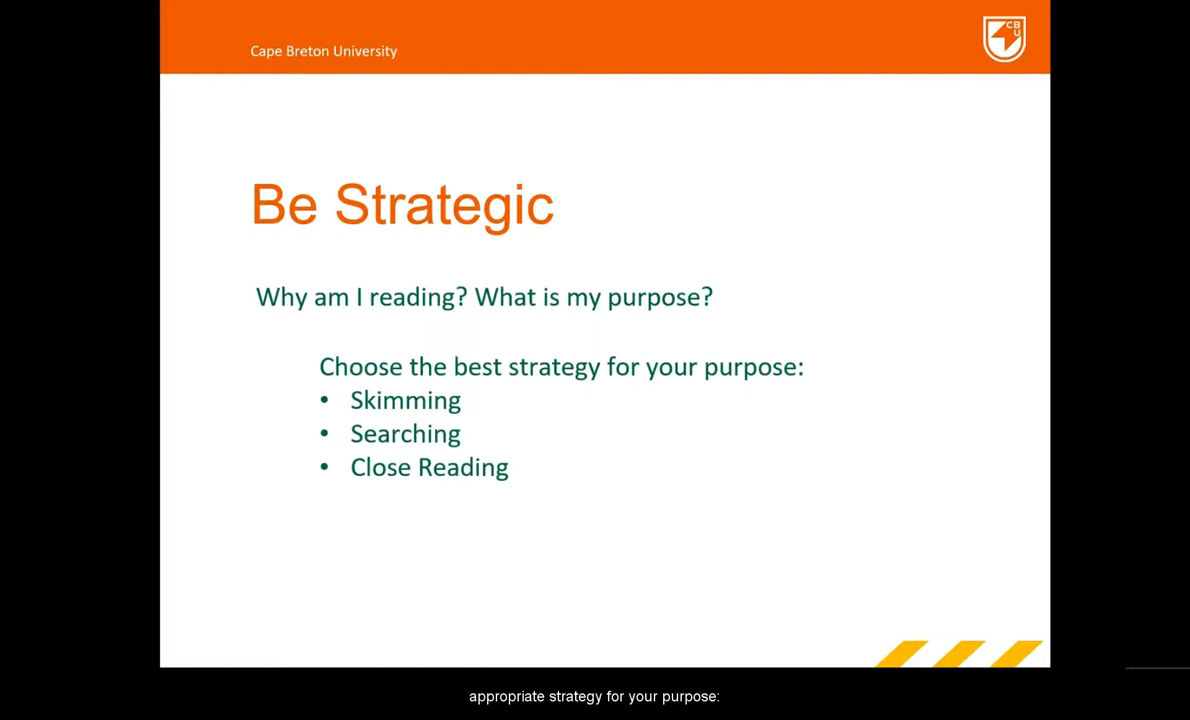 Cape Breton University
CB
U
Be Strategic
Why am I reading? What is my purpose?
Choose the best strategy for your purpose:
• Skimming
• Searching
• Close Reading
appropriate strategy for your purpose: